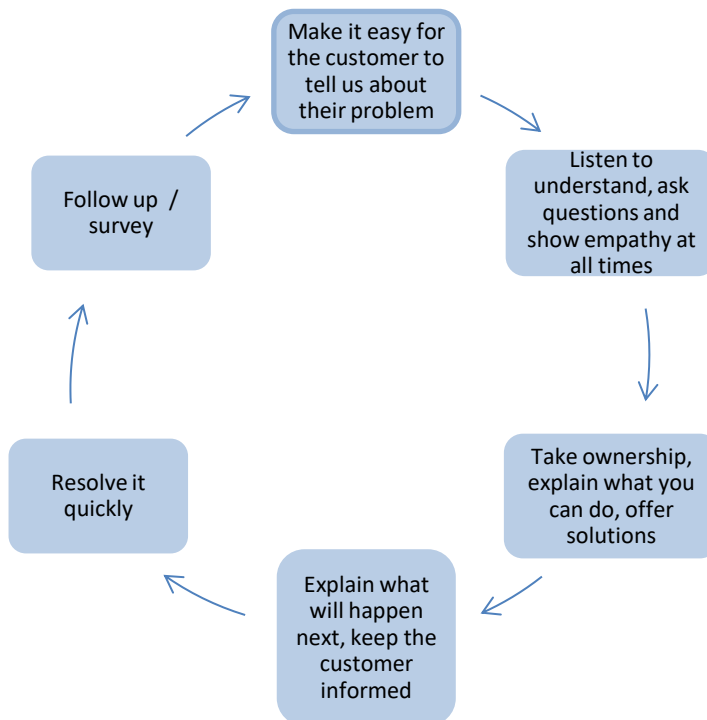 Make it easy for
the customer to
tell us about
their problem
Listen to
understand, ask
questions and
show empathy at
all times
Take ownership,
explain what you
can do, offer
solutions
Explain what
will happen
next, keep the
customer
informed
Resolve it
quickly
Follow up /
survey